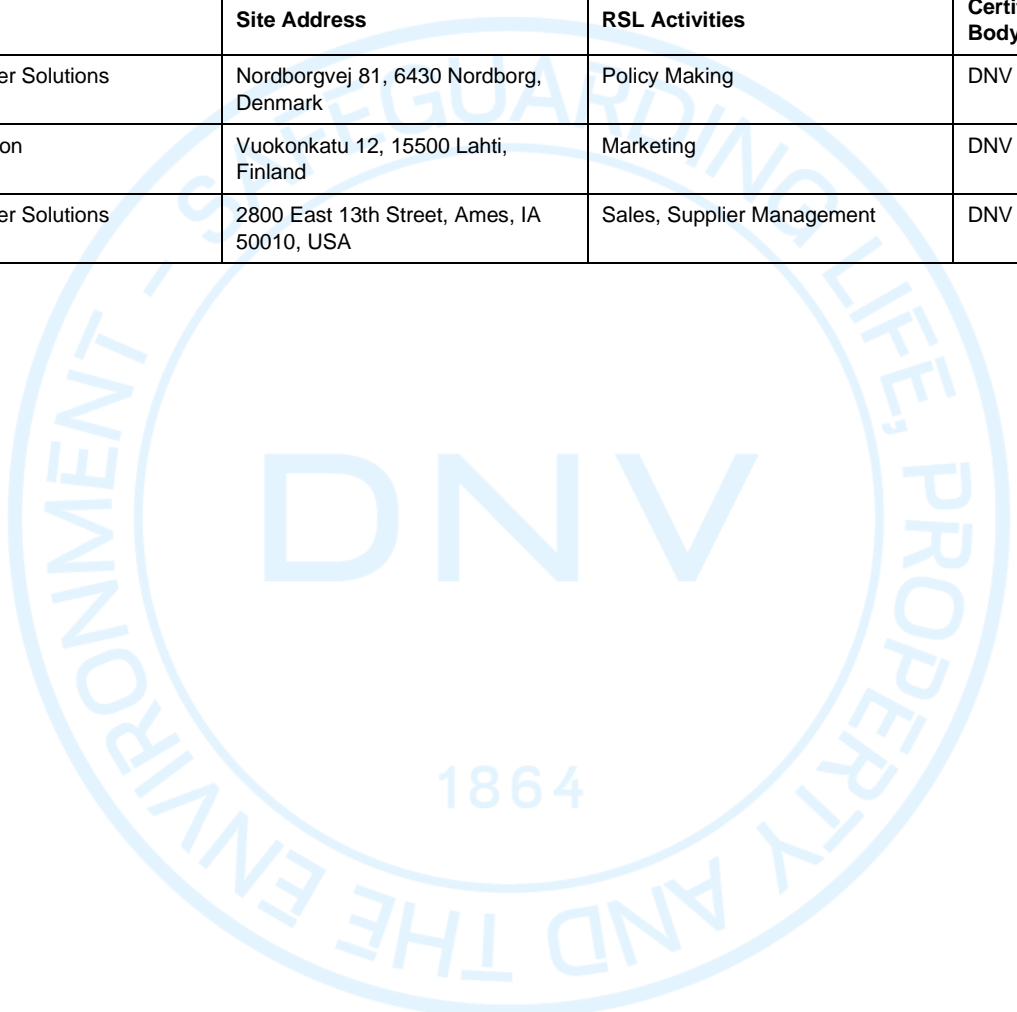 Site Address RSL Activities Body
er Solutions Nordborgvej 81, 6430 Nordborg, Policy Making DNV
Denmark
on Vuokonkatu 12, 15500 Lahti, Marketing DNV
Finland
er Solutions 2800 East 13th Street, Ames, IA Sales, Supplier Management DNV
50010, USA
SAFEGUARDING LIFE, PROPERTY AND THE ENVIRONMENT –
DNV
1864